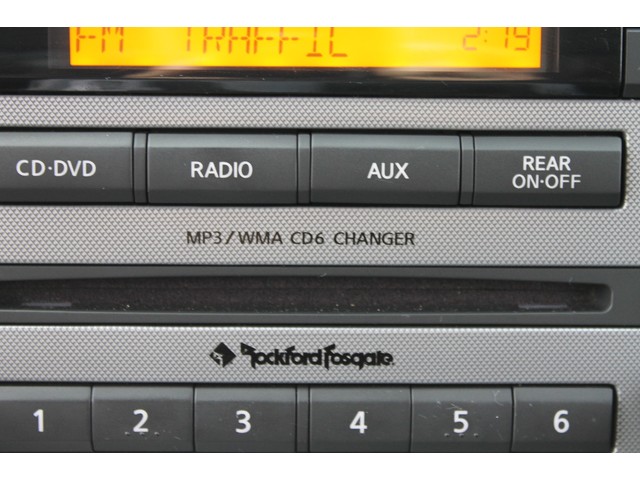 FM TRAFFIC 2:19
CD·DVD RADIO AUX REAR ON·OFF
MP3/WMA CD6 CHANGER
Rockford Fosgate
1 2 3 4 5 6